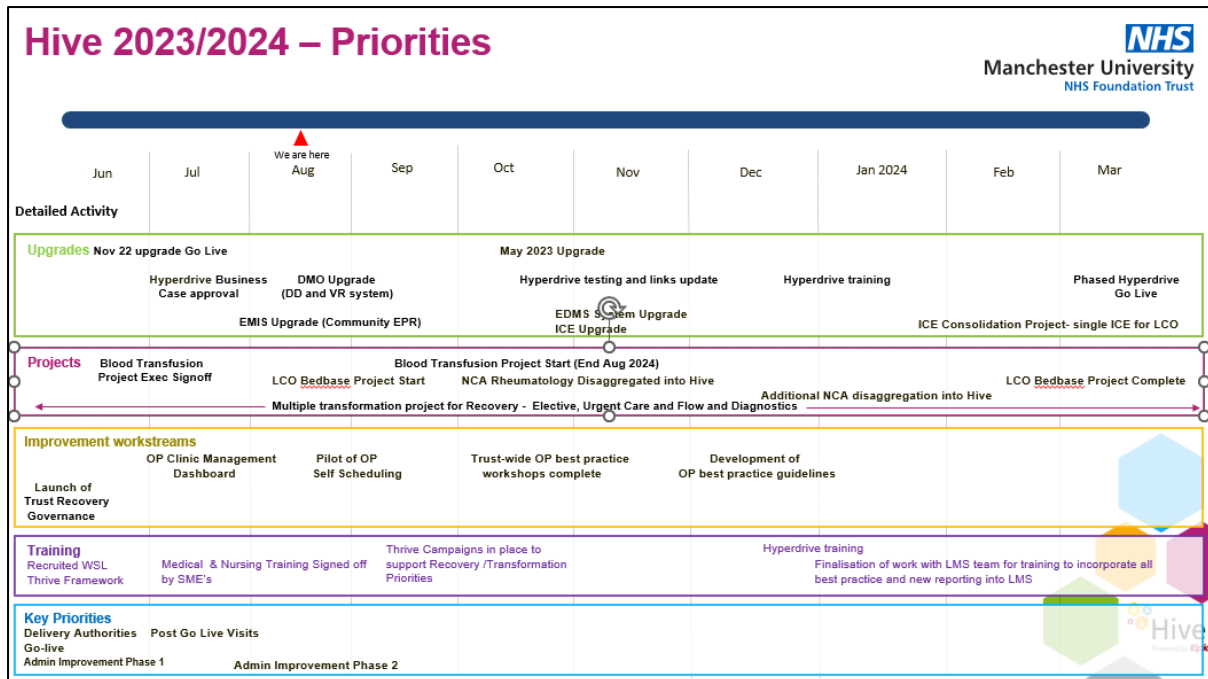 Hive 2023/2024 – Priorities
NHS
Manchester University
NHS Foundation Trust
We are here
Jun
Jul
Aug
Sep
Oct
Nov
Dec
Jan 2024
Feb
Mar
Detailed Activity
Upgrades
Nov 22 upgrade Go Live
May 2023 Upgrade
Hyperdrive Business
Case approval
DMO Upgrade
(DD and VR system)
Hyperdrive testing and links update
Hyperdrive training
Phased Hyperdrive
Go Live
EMIS Upgrade (Community EPR)
EDMS System Upgrade
ICE Upgrade
ICE Consolidation Project- single ICE for LCO
Projects
Blood Transfusion
Project Exec Signoff
Blood Transfusion Project Start (End Aug 2024)
LCO Bedbase Project Start
NCA Rheumatology Disaggregated into Hive
LCO Bedbase Project Complete
Additional NCA disaggregation into Hive
Multiple transformation project for Recovery - Elective, Urgent Care and Flow and Diagnostics
Improvement workstreams
OP Clinic Management
Dashboard
Pilot of OP
Self Scheduling
Trust-wide OP best practice
workshops complete
Development of
OP best practice guidelines
Launch of
Trust Recovery
Governance
Training
Recruited WSL
Thrive Framework
Medical & Nursing Training Signed off
by SME's
Thrive Campaigns in place to
support Recovery /Transformation
Priorities
Hyperdrive training
Finalisation of work with LMS team for training to incorporate all
best practice and new reporting into LMS
Key Priorities
Delivery Authorities
Go-live
Post Go Live Visits
Admin Improvement Phase 1
Admin Improvement Phase 2
Hive